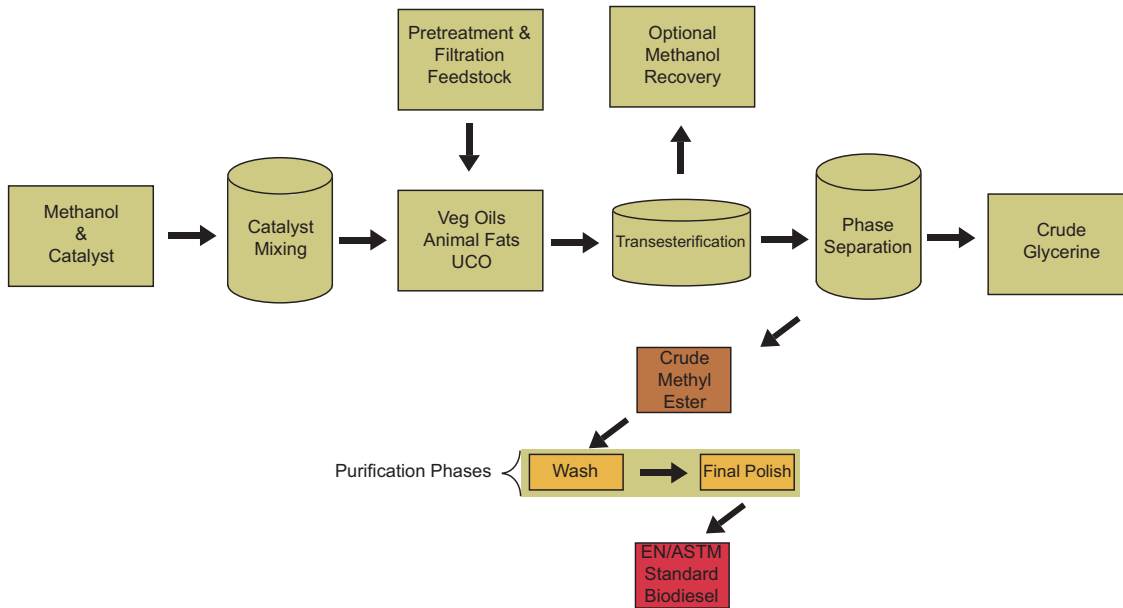 Pretreatment &
Filtration
Feedstock
Optional
Methanol
Recovery
Methanol
&
Catalyst
Catalyst
Mixing
Veg Oils
Animal Fats
UCO
Transesterification
Phase
Separation
Crude
Glycerine
Crude
Methyl
Ester
Purification Phases
Wash
Final Polish
EN/ASTM
Standard
Biodiesel